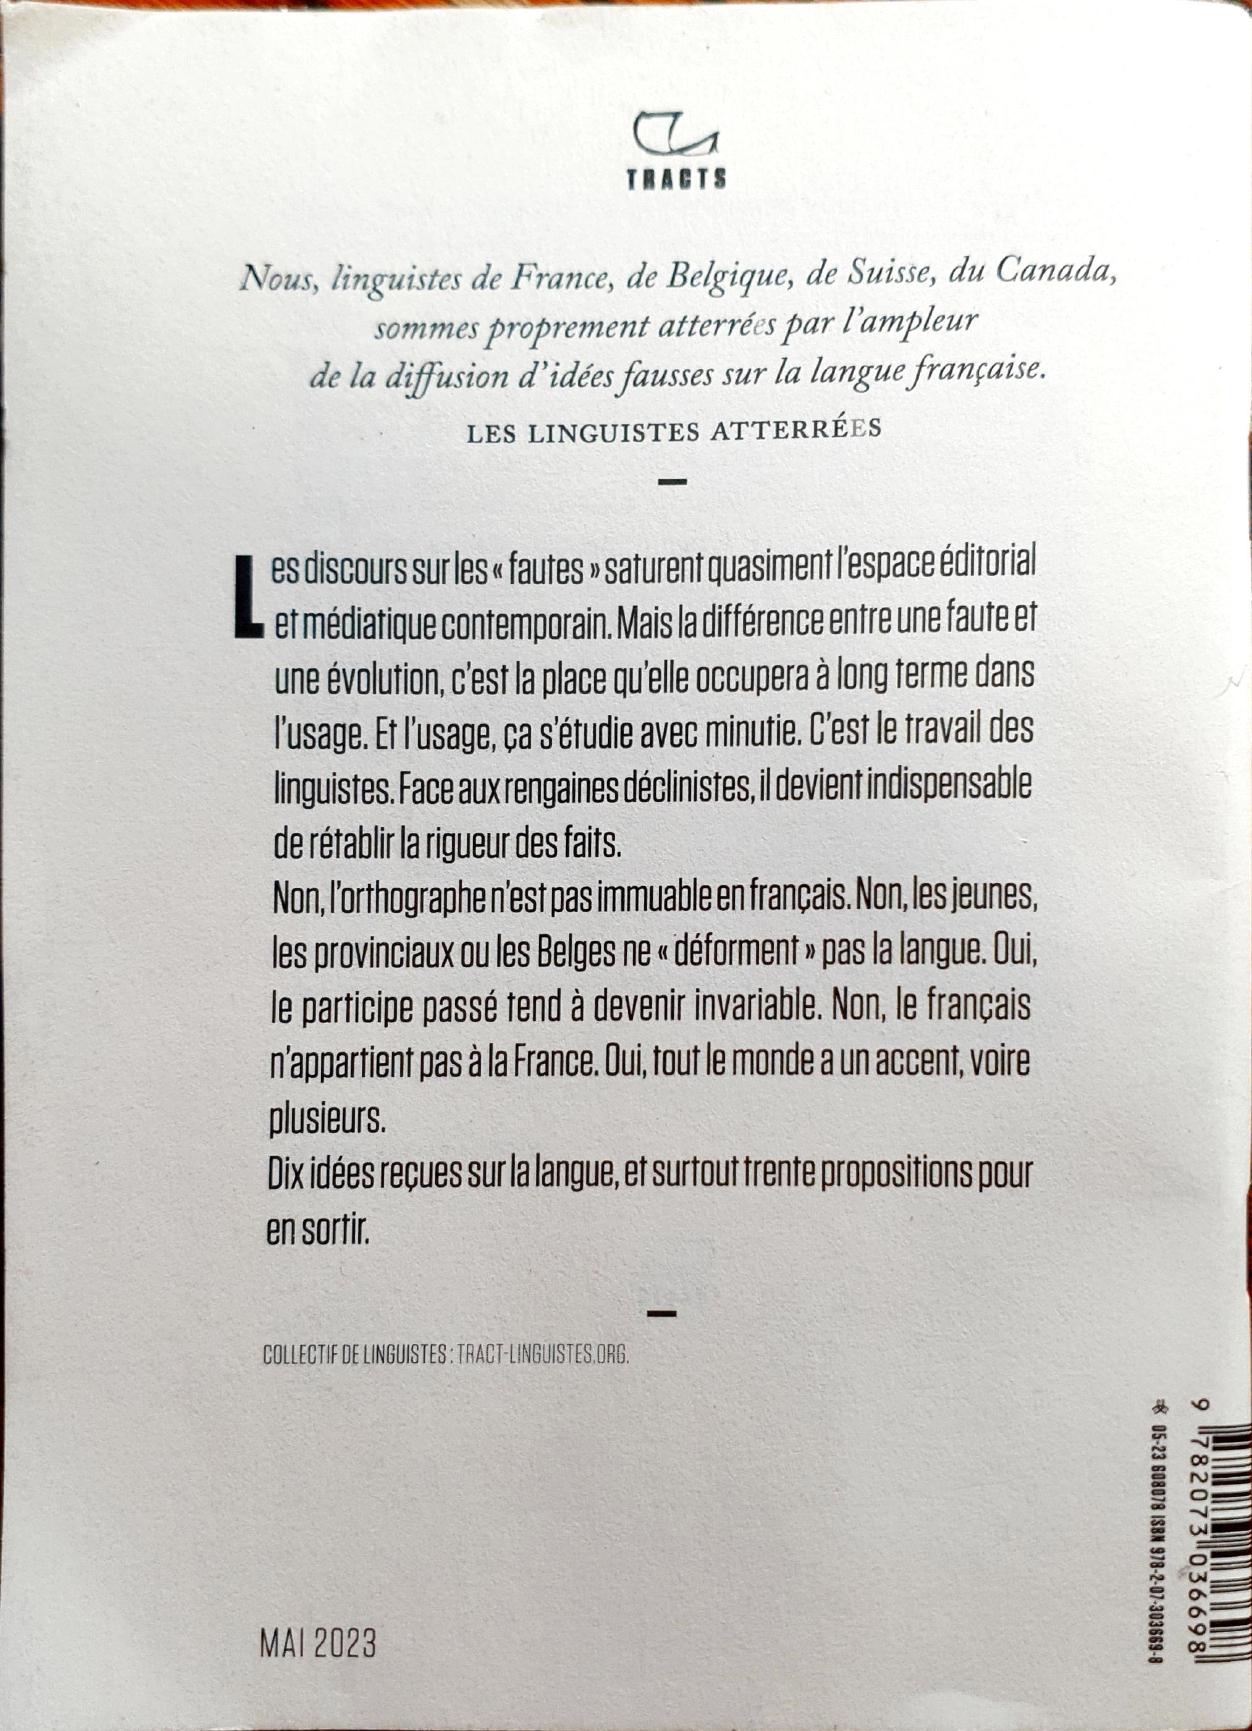 TRACTS
Nous, linguistes de France, de Belgique, de Suisse, du Canada,
sommes proprement atterrées par l'ampleur
de la diffusion d'idées fausses sur la langue française.
LES LINGUISTES ATTERRÉES
Les discours sur les « fautes » saturent quasiment l'espace éditorial
et médiatique contemporain. Mais la différence entre une faute et
une évolution, c'est la place qu'elle occupera à long terme dans
l'usage. Et l'usage, ça s'étudie avec minutie. C'est le travail des
linguistes. Face aux rengaines déclinistes, il devient indispensable
de rétablir la rigueur des faits.
Non, l'orthographe n'est pas immuable en français. Non, les jeunes,
les provinciaux ou les Belges ne « déforment » pas la langue. Oui,
le participe passé tend à devenir invariable. Non, le français
n'appartient pas à la France. Oui, tout le monde a un accent, voire
plusieurs.
Dix idées reçues sur la langue, et surtout trente propositions pour
en sortir.
COLLECTIF DE LINGUISTES : TRACT-LINGUISTES.ORG.
MAI 2023
05-23 608078 ISBN 978-2-07-303669-8
9 782073 036698